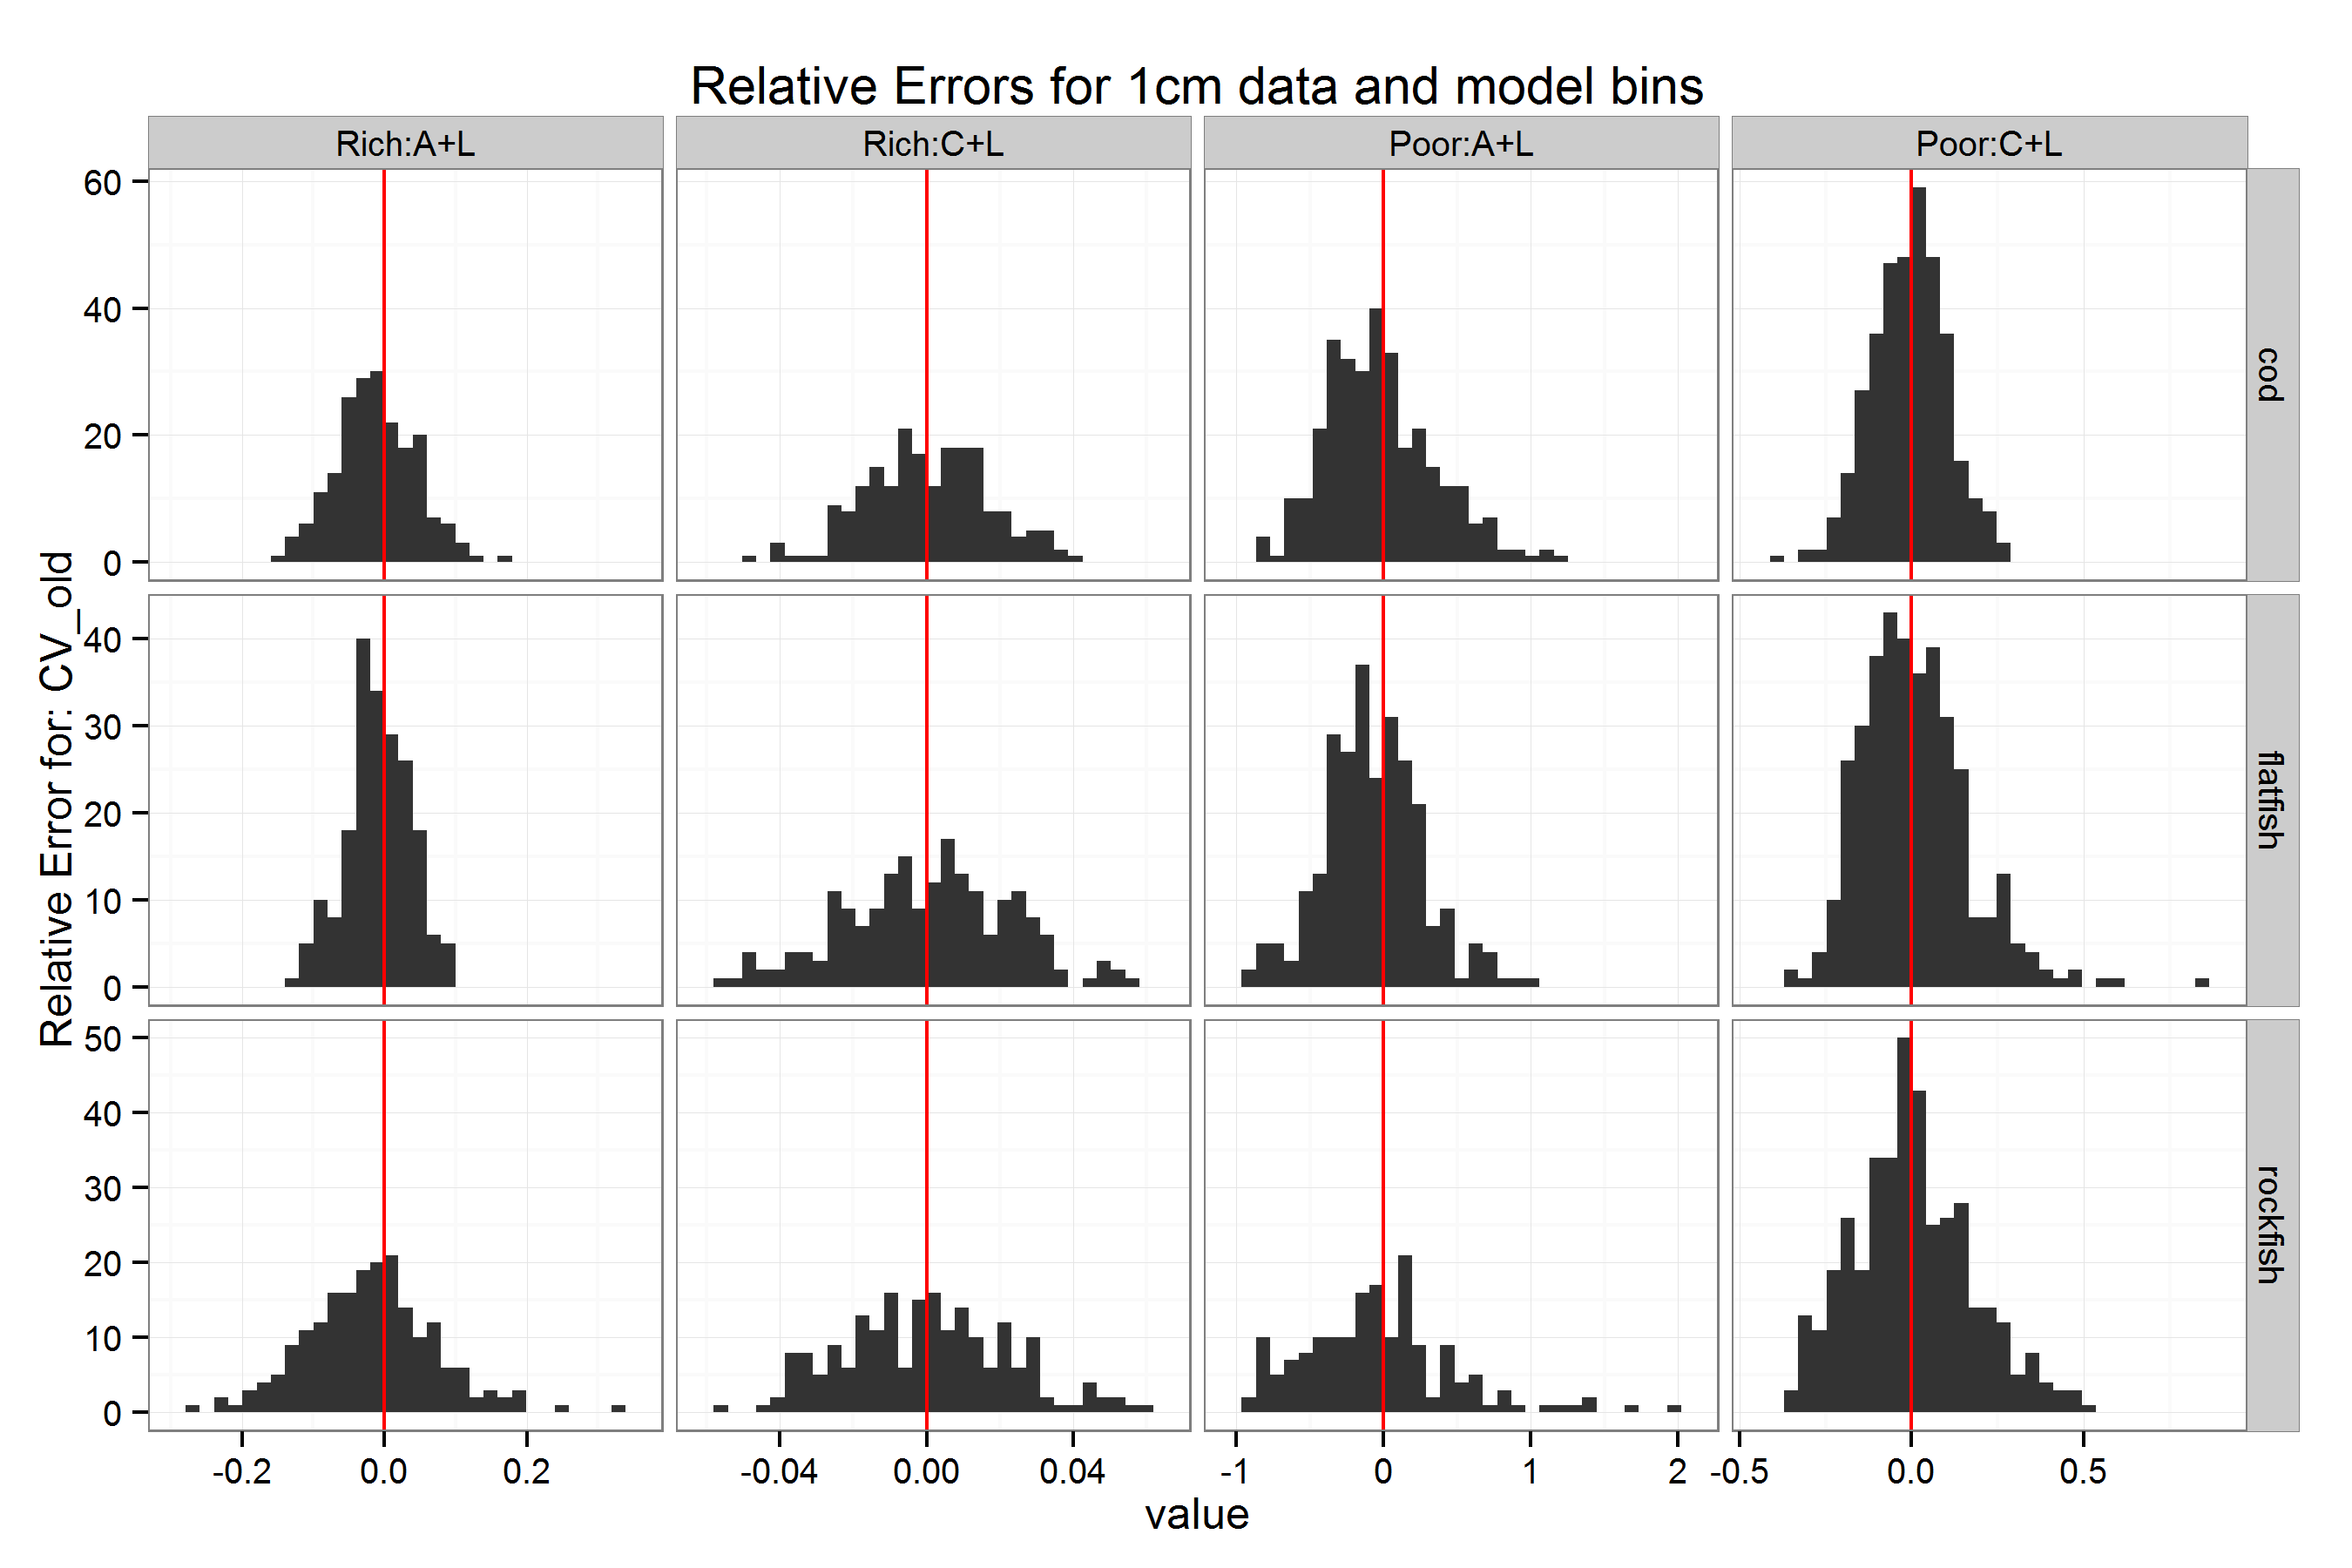 Relative Errors for 1cm data and model bins
Rich:A+L
Rich:C+L
Poor:A+L
Poor:C+L
60
40
20
0
cod
40
30
20
10
0
flatfish
50
40
30
20
10
0
rockfish
Relative Error for: CV_old
-0.2 0.0 0.2
-0.04 0.00 0.04
-1 0 1 2
-0.5 0.0 0.5
value